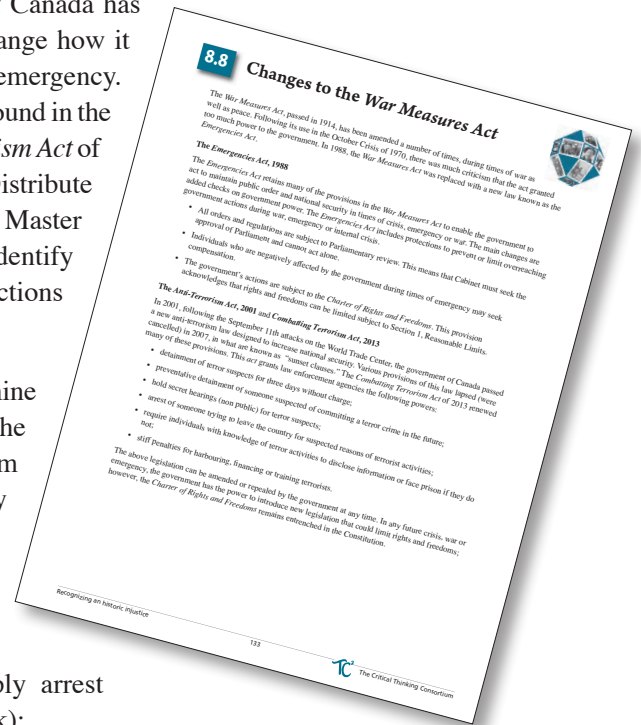 Canada has
ange how it
emergency.
ound in the
ism Act of
Distribute
Master
dentify
ctions
nine
he
m
y
ply arrest
x):
8.8 Changes to the War Measures Act
The War Measures Act, passed in 1914, has been amended a number of times, during times of war as
well as peace. Following its use in the October Crisis of 1970, there was much criticism that the act granted
too much power to the government. In 1988, the War Measures Act was replaced with a new law known as the
Emergencies Act.
The Emergencies Act, 1988
The Emergencies Act retains many of the provisions in the War Measures Act to enable the government to
act to maintain public order and national security in times of crisis, emergency or war. The main changes are
added checks on government power. The Emergencies Act includes protections to prevent or limit overreaching
government actions during war, emergency or internal crisis.
• All orders and regulations are subject to Parliamentary review. This means that Cabinet must seek the
approval of Parliament and cannot act alone.
• Individuals who are negatively affected by the government during times of emergency may seek
compensation.
• The government's actions are subject to the Charter of Rights and Freedoms. This provision
acknowledges that rights and freedoms can be limited subject to Section 1, Reasonable Limits.
The Anti-Terrorism Act, 2001 and Combatting Terrorism Act, 2013
In 2001, following the September 11th attacks on the World Trade Center, the government of Canada passed
a new anti-terrorism law designed to increase national security. Various provisions of this law lapsed (were
cancelled) in 2007, in what are known as "sunset clauses." The Combatting Terrorism Act of 2013 renewed
many of these provisions. This act grants law enforcement agencies the following powers:
• detainment of terror suspects for three days without charge;
• preventative detainment of someone suspected of committing a terror crime in the future;
• hold secret hearings (non public) for terror suspects;
• arrest of someone trying to leave the country for suspected reasons of terrorist activities;
• require individuals with knowledge of terror activities to disclose information or face prison if they do
not;
• stiff penalties for harbouring, financing or training terrorists.
The above legislation can be amended or repealed by the government at any time. In any future crisis, war or
emergency, the government has the power to introduce new legislation that could limit rights and freedoms;
however, the Charter of Rights and Freedoms remains entrenched in the Constitution.
Recognizing an historic injustice
133
TC² The Critical Thinking Consortium